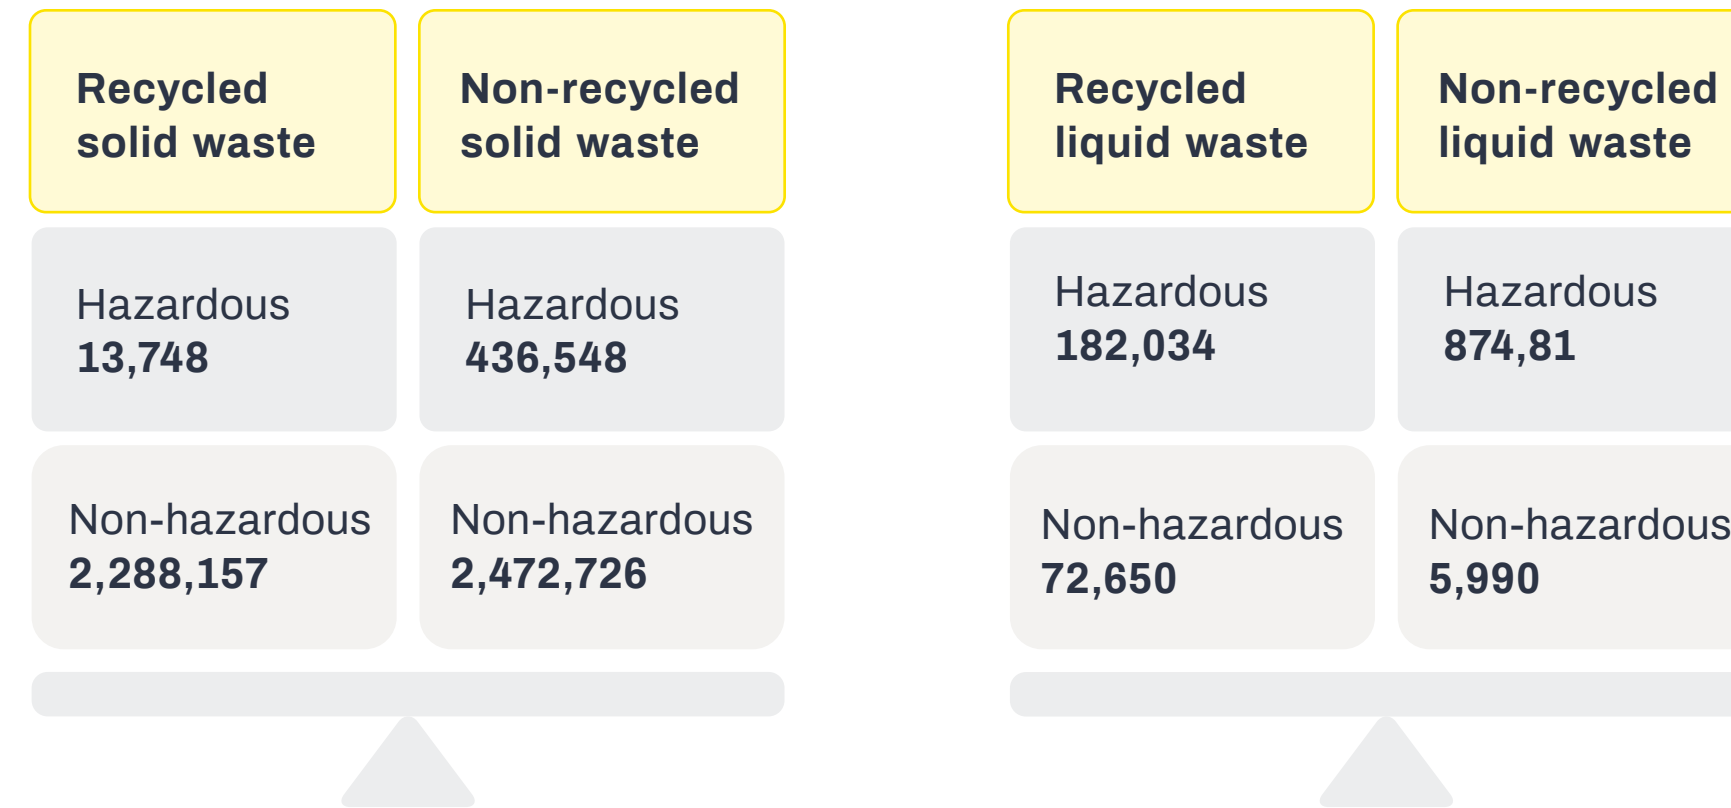 Recycled
solid waste
Non-recycled
solid waste
Hazardous
13,748
Hazardous
436,548
Non-hazardous
2,288,157
Non-hazardous
2,472,726
Recycled
liquid waste
Non-recycled
liquid waste
Hazardous
182,034
Hazardous
874,81
Non-hazardous
72,650
Non-hazardous
5,990